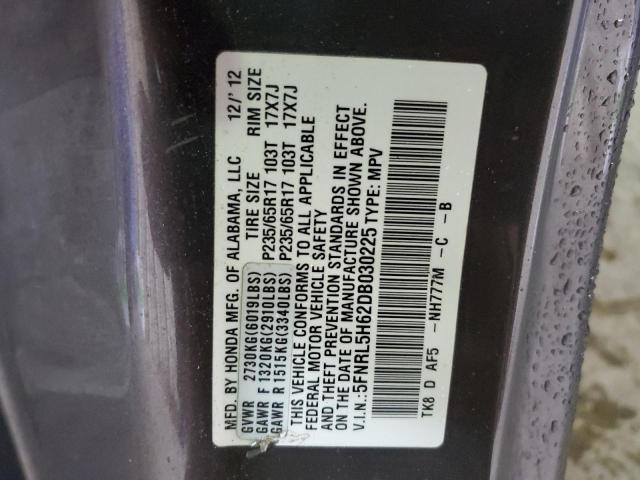 MFD. BY HONDA MFG. OF ALABAMA, LLC 12/'12
TIRE SIZE RIM SIZE
GVWR 2730KG(6019LBS)
GAWR F 1320KG(2910LBS) P235/65R17 103T 17X7J
GAWR R 1515KG(3340LBS) P235/65R17 103T 17X7J
THIS VEHICLE CONFORMS TO ALL APPLICABLE
FEDERAL MOTOR VEHICLE SAFETY
AND THEFT PREVENTION STANDARDS IN EFFECT
ON THE DATE OF MANUFACTURE SHOWN ABOVE.
V.I.N.:5FNRL5H62DB030225 TYPE: MPV
TK8 D AF5 -NH777M -C -B